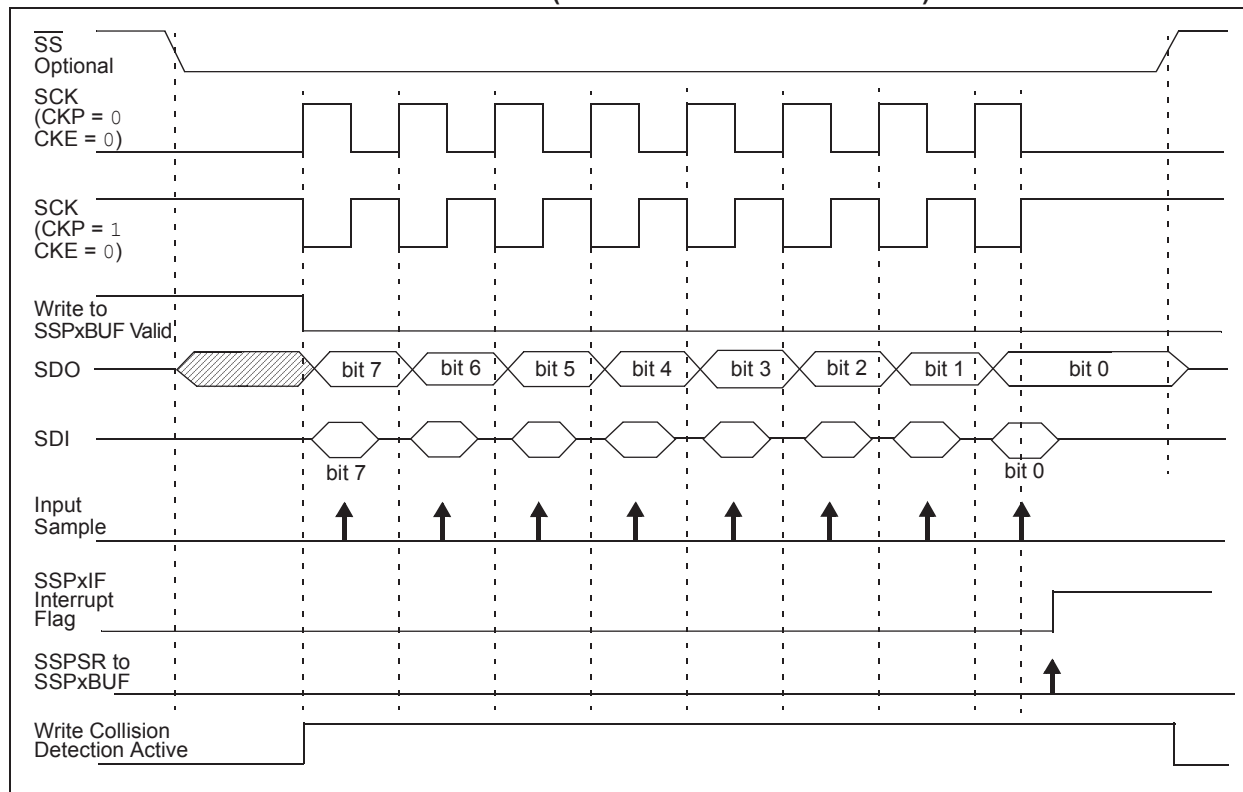 SS
Optional
SCK
(CKP = 0
CKE = 0)
SCK
(CKP = 1
CKE = 0)
Write to
SSPxBUF Valid
SDO
bit 7 bit 6 bit 5 bit 4 bit 3 bit 2 bit 1 bit 0
SDI
bit 7 bit 0
Input
Sample
SSPxIF
Interrupt
Flag
SSPSR to
SSPxBUF
Write Collision
Detection Active